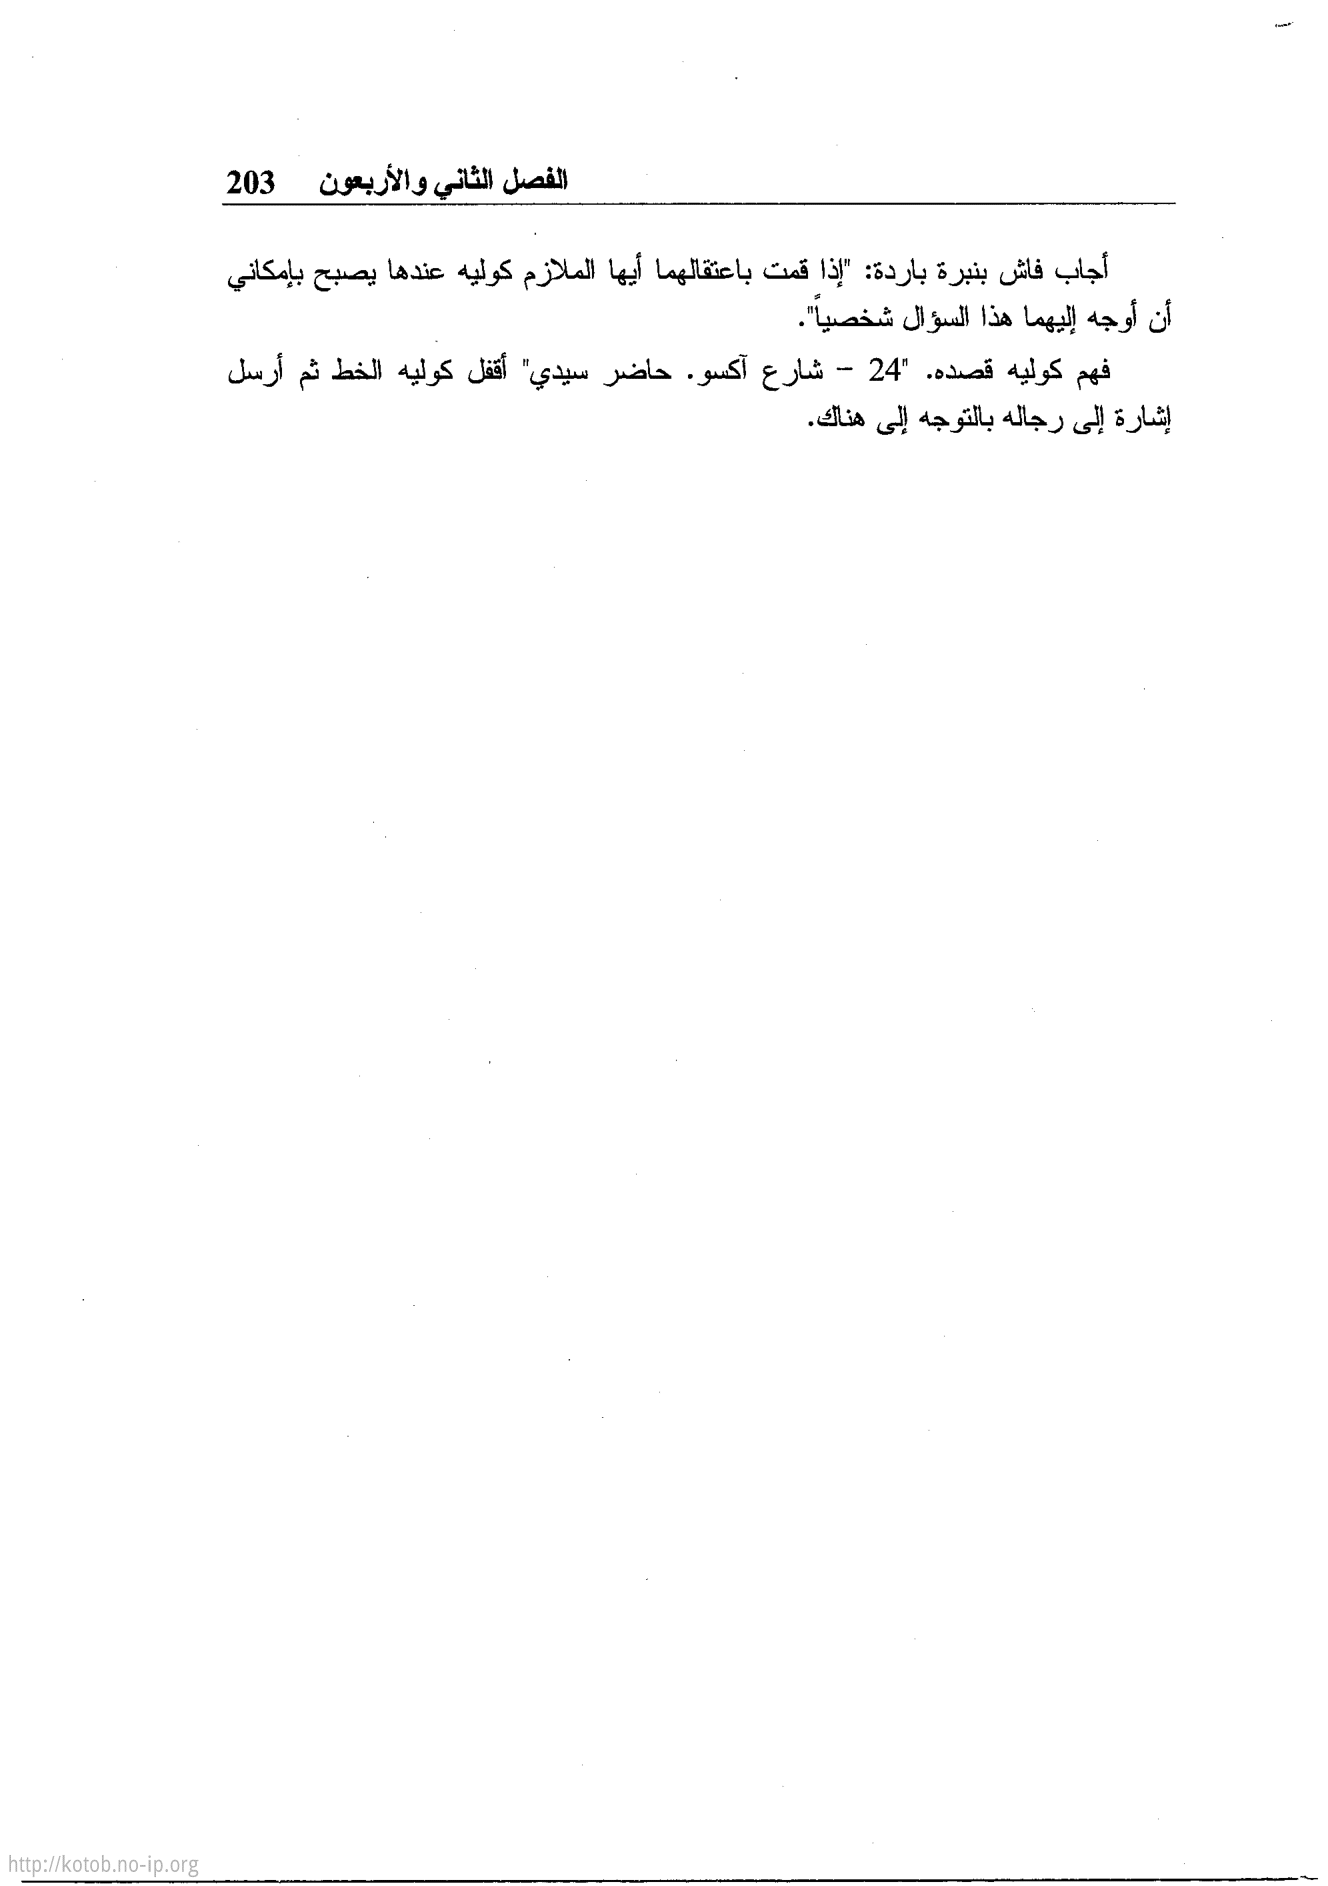 الفصل الثاني والأربعون 203
أجاب فاش بنبرة باردة: "إذا قمت باعتقالهما أيها الملازم كوليه عندها يصبح بإمكاني
أن أوجه إليهما هذا السؤال شخصياً".
فهم كوليه قصده. "24 – شارع آكسو. حاضر سيدي" أقفل كوليه الخط ثم أرسل
إشارة إلى رجاله بالتوجه إلى هناك.
http://kotob.no-ip.org